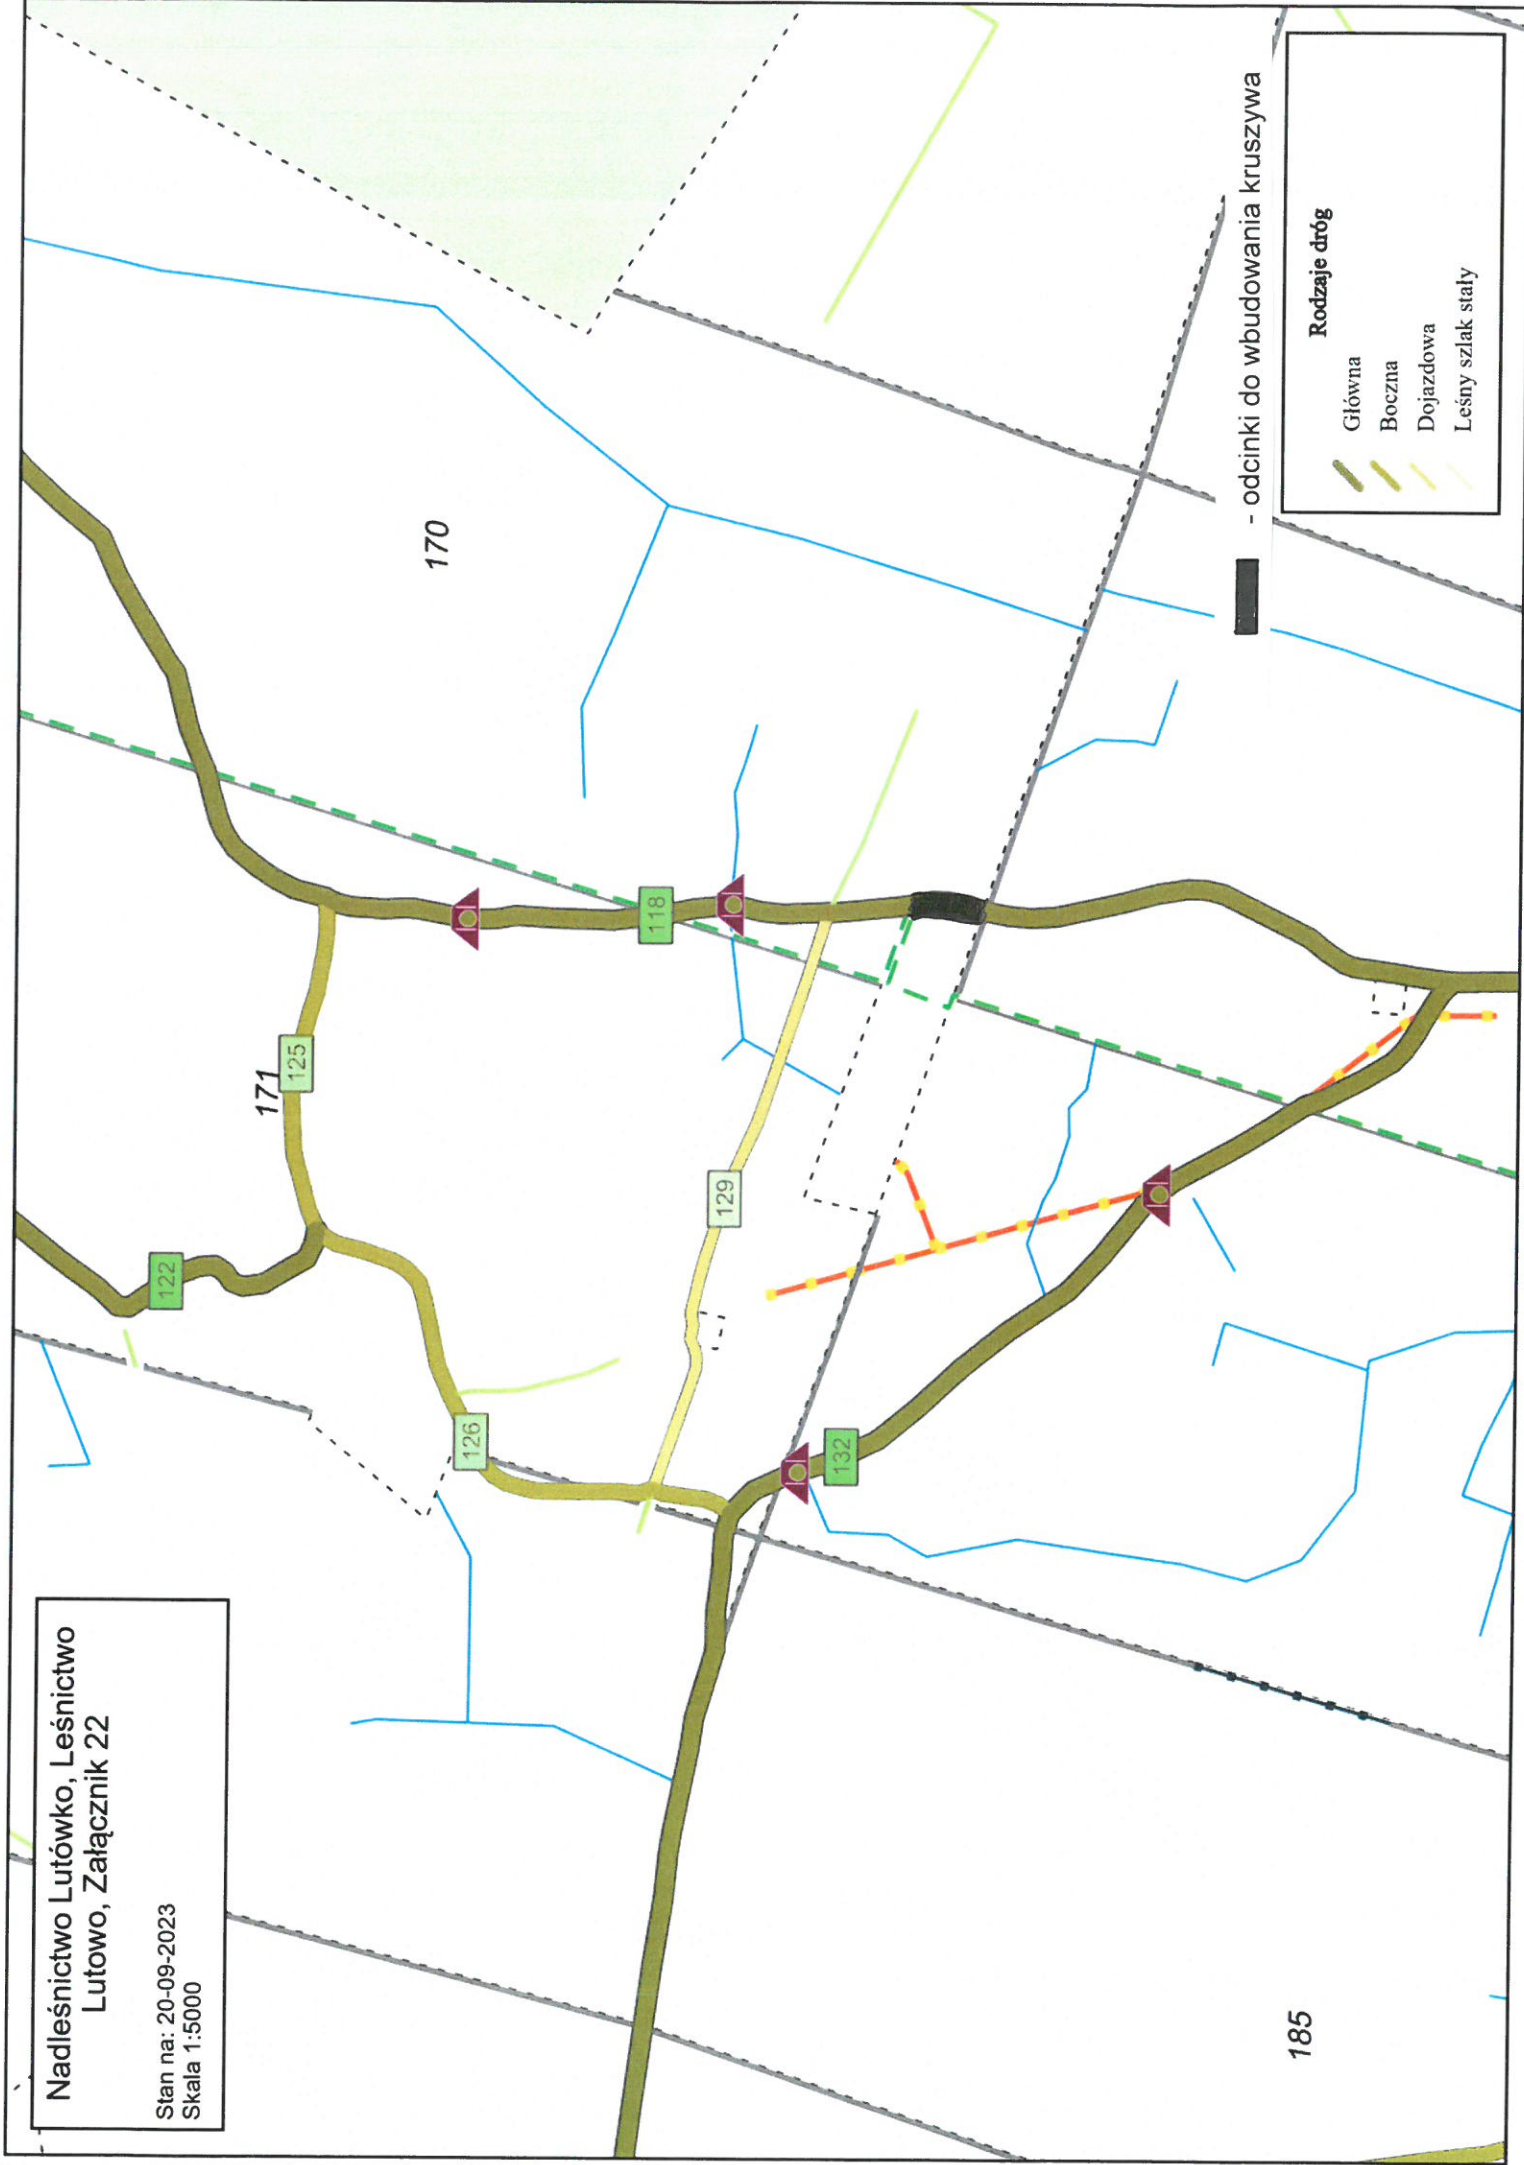 Nadleśnictwo Lutówko, Leśnictwo
Lutowo, Załącznik 22
Stan na: 20-09-2023
Skala 1:5000
122
171
125
126
170
118
129
132
185
- odcinki do wbudowania kruszywa
Rodzaje dróg
Główna
Boczna
Dojazdowa
Leśny szlak stały